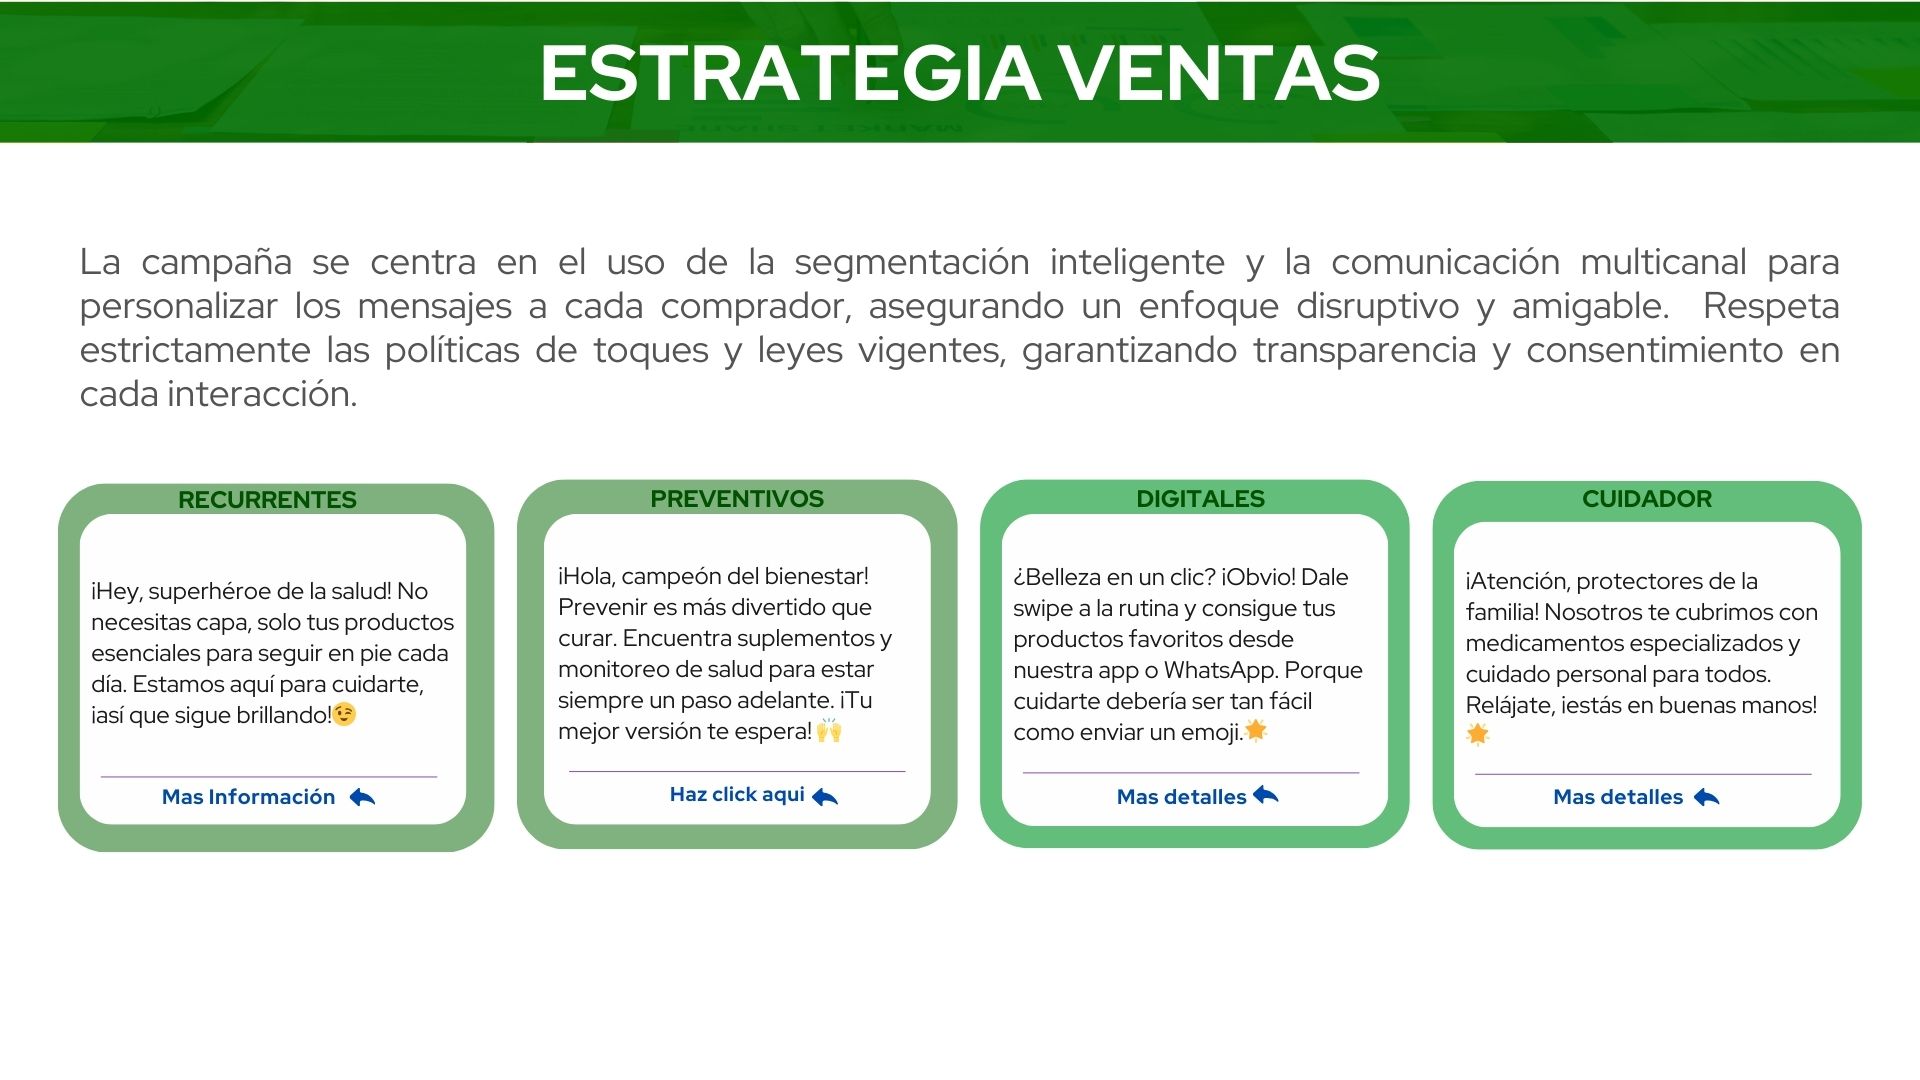 ESTRATEGIA VENTAS
La campaña se centra en el uso de la segmentación inteligente y la comunicación multicanal para
personalizar los mensajes a cada comprador, asegurando un enfoque disruptivo y amigable. Respeta
estrictamente las políticas de toques y leyes vigentes, garantizando transparencia y consentimiento en
cada interacción.
RECURRENTES
¡Hey, superhéroe de la salud! No
necesitas capa, solo tus productos
esenciales para seguir en pie cada
día. Estamos aquí para cuidarte,
¡así que sigue brillando!😉
Mas Información
PREVENTIVOS
¡Hola, campeón del bienestar!
Prevenir es más divertido que
curar. Encuentra suplementos y
monitoreo de salud para estar
siempre un paso adelante. ¡Tu
mejor versión te espera! 🙌
Haz click aqui
DIGITALES
¿Belleza en un clic? ¡Obvio! Dale
swipe a la rutina y consigue tus
productos favoritos desde
nuestra app o WhatsApp. Porque
cuidarte debería ser tan fácil
como enviar un emoji.🌟
Mas detalles
CUIDADOR
¡Atención, protectores de la
familia! Nosotros te cubrimos con
medicamentos especializados y
cuidado personal para todos.
Relájate, ¡estás en buenas manos!
🌟
Mas detalles